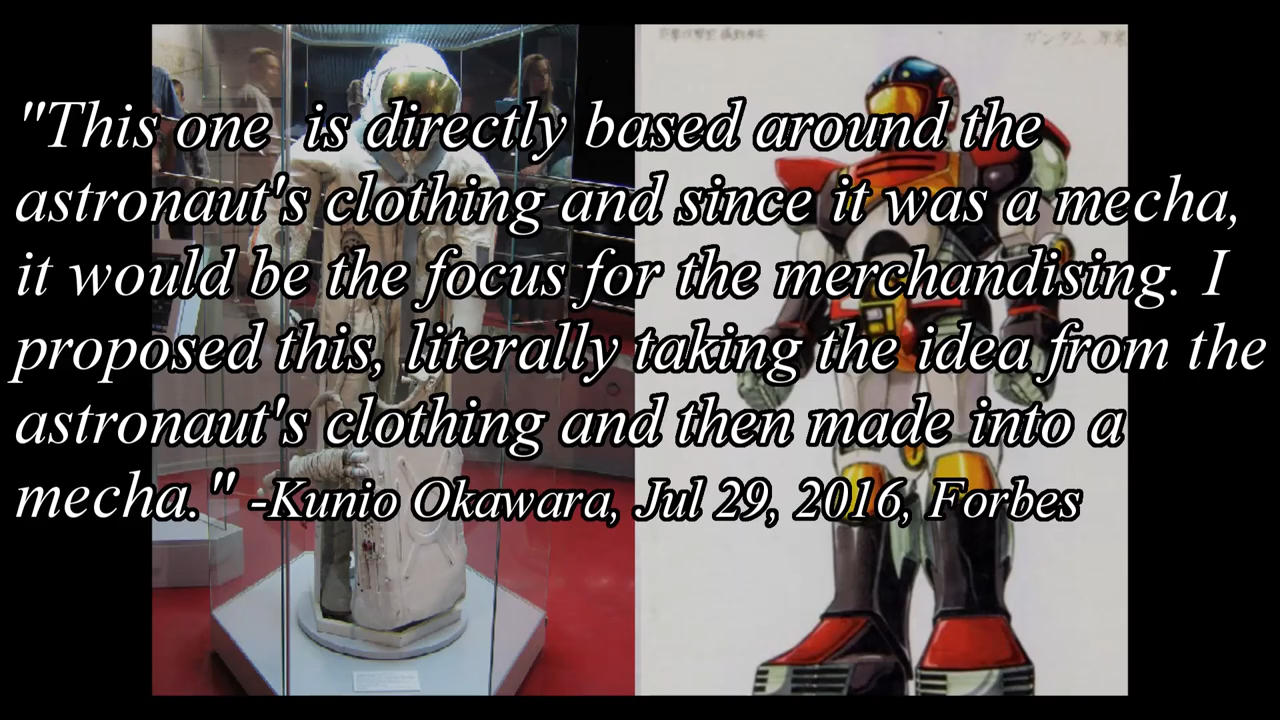 "This one  is directly based around the
astronaut's clothing and since it was a mecha,
it would be the focus for the merchandising. I
proposed this, literally taking the idea from the
astronaut's clothing and then made into a
mecha." -Kunio Okawara, Jul 29, 2016, Forbes